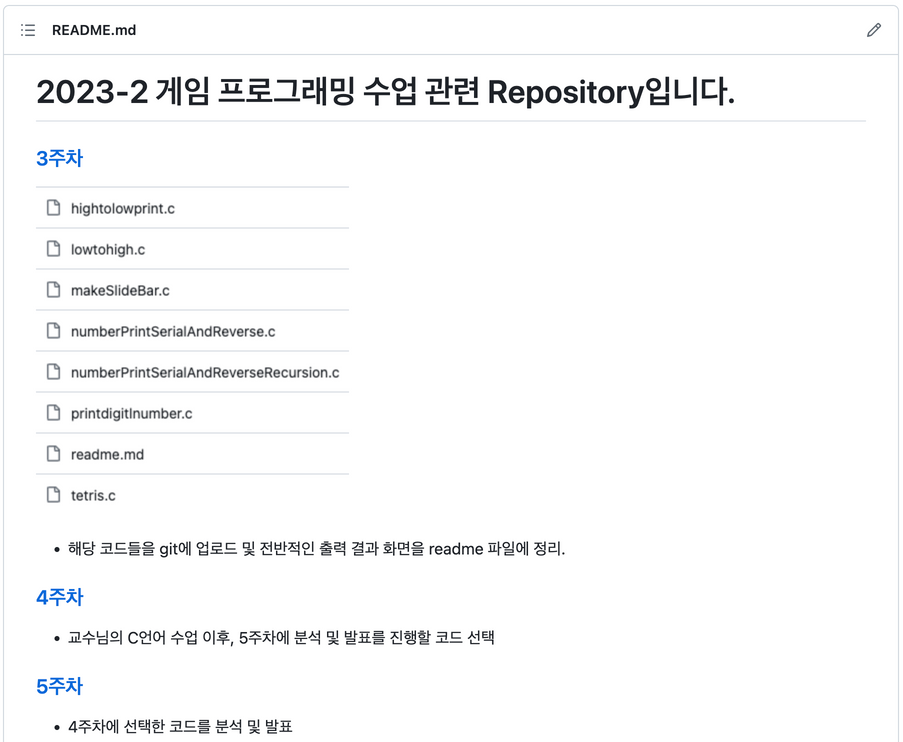 README.md
2023-2 게임 프로그래밍 수업 관련 Repository입니다.
3주차
hightolowprint.c
lowtohigh.c
makeSlideBar.c
numberPrintSerialAndReverse.c
numberPrintSerialAndReverseRecursion.c
printdigitInumber.c
readme.md
tetris.c
• 해당 코드들을 git에 업로드 및 전반적인 출력 결과 화면을 readme 파일에 정리.
4주차
• 교수님의 C언어 수업 이후, 5주차에 분석 및 발표를 진행할 코드 선택
5주차
• 4주차에 선택한 코드를 분석 및 발표